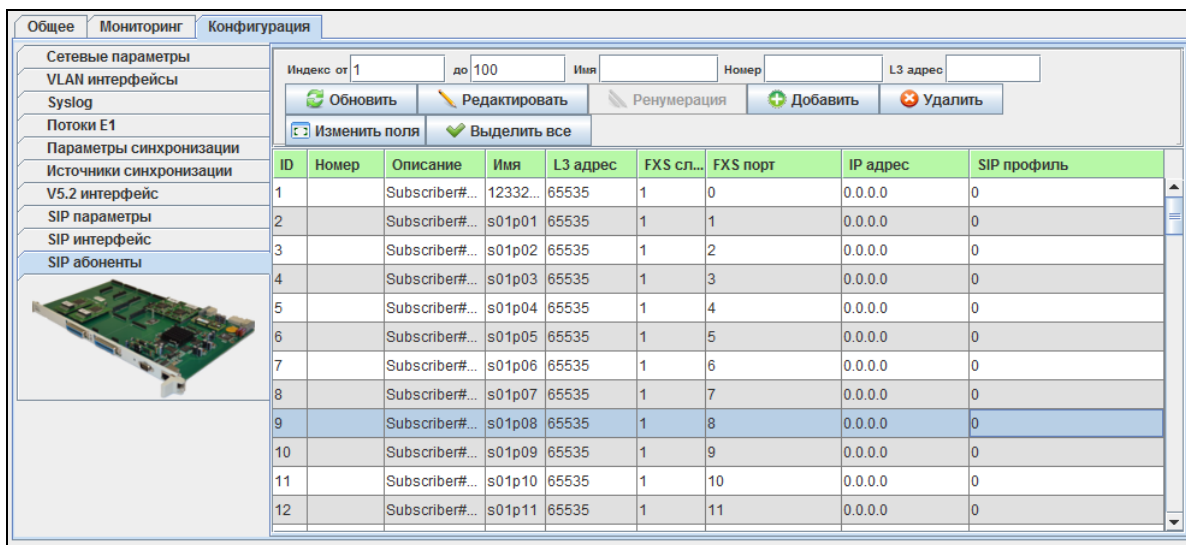 Общее Мониторинг Конфигурация
Сетевые параметры
VLAN интерфейсы
Syslog
Потоки E1
Параметры синхронизации
Источники синхронизации
V5.2 интерфейс
SIP параметры
SIP интерфейс
SIP абоненты
Индекс от 1 до 100 Имя Номер L3 адрес
Обновить Редактировать Ренумерация Добавить Удалить
Изменить поля Выделить все
ID Номер Описание Имя L3 адрес FXS сл... FXS порт IP адрес SIP профиль
1 Subscriber#... 12332... 65535 1 0 0.0.0.0 0
2 Subscriber#... s01p01 65535 1 1 0.0.0.0 0
3 Subscriber#... s01p02 65535 1 2 0.0.0.0 0
4 Subscriber#... s01p03 65535 1 3 0.0.0.0 0
5 Subscriber#... s01p04 65535 1 4 0.0.0.0 0
6 Subscriber#... s01p05 65535 1 5 0.0.0.0 0
7 Subscriber#... s01p06 65535 1 6 0.0.0.0 0
8 Subscriber#... s01p07 65535 1 7 0.0.0.0 0
9 Subscriber#... s01p08 65535 1 8 0.0.0.0 0
10 Subscriber#... s01p09 65535 1 9 0.0.0.0 0
11 Subscriber#... s01p10 65535 1 10 0.0.0.0 0
12 Subscriber#... s01p11 65535 1 11 0.0.0.0 0